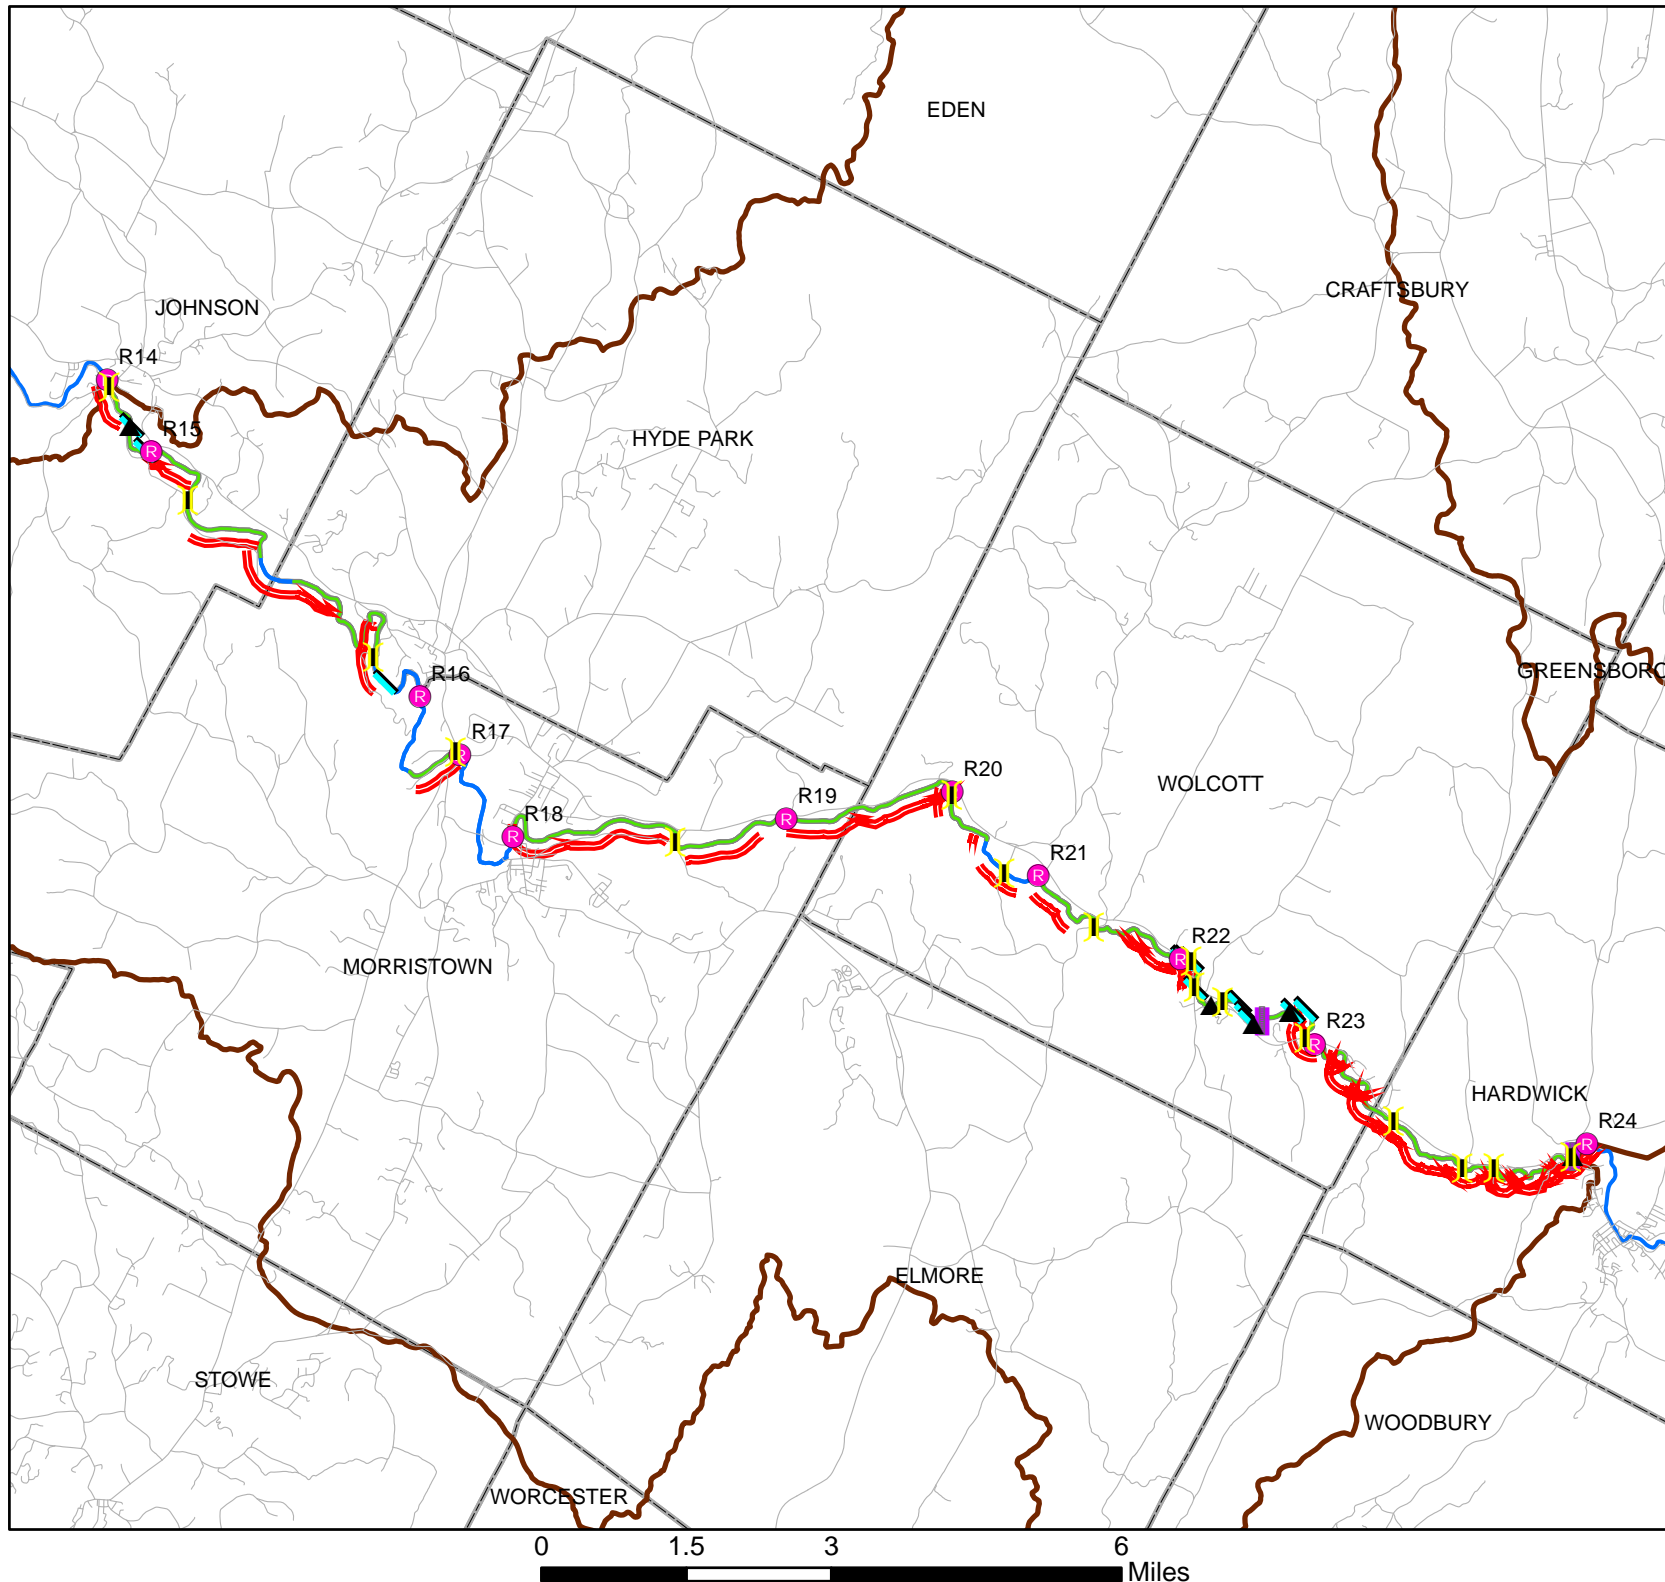 EDEN
CRAFTSBURY
JOHNSON
R14
R15
R
HYDE PARK
GREENSBORO
R16
R
R17
R
R20
WOLCOTT
R19
R
R18
R
R21
R
R22
R
MORRISTOWN
R23
R
HARDWICK
R24
R
ELMORE
STOWE
WOODBURY
WORCESTER
0 1.5 3 6
Miles